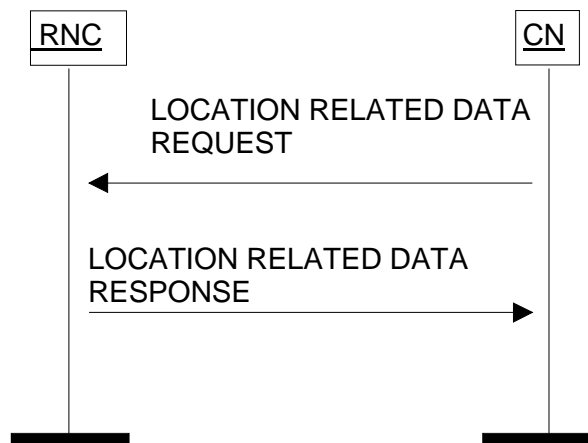 RNC
CN
LOCATION RELATED DATA
REQUEST
LOCATION RELATED DATA
RESPONSE